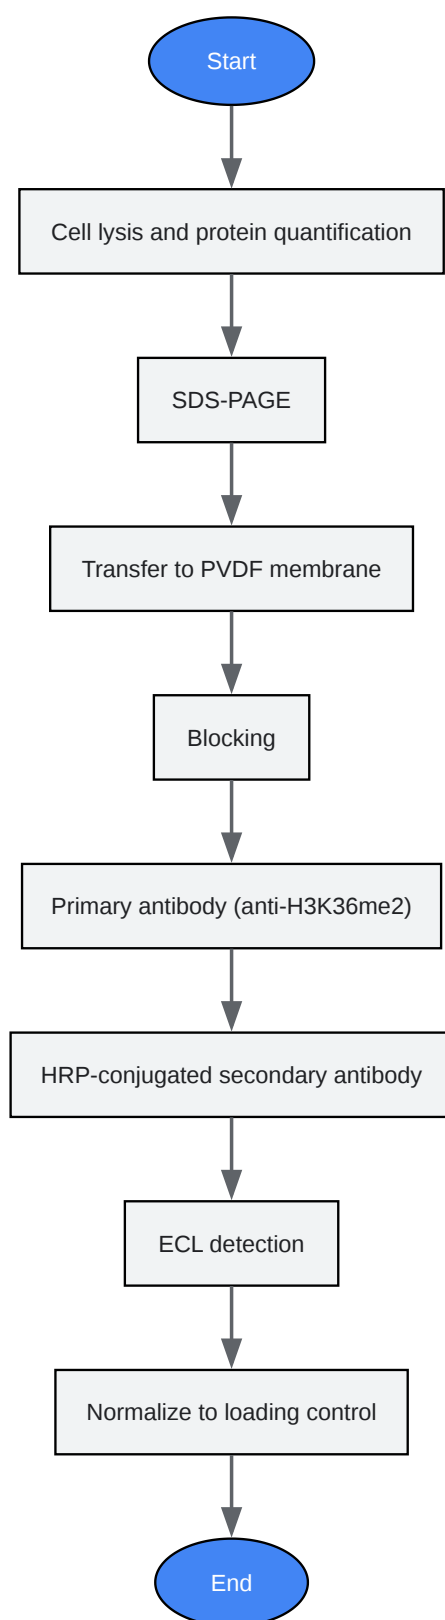 Start
Cell lysis and protein quantification
SDS-PAGE
Transfer to PVDF membrane
Blocking
Primary antibody (anti-H3K36me2)
HRP-conjugated secondary antibody
ECL detection
Normalize to loading control
End